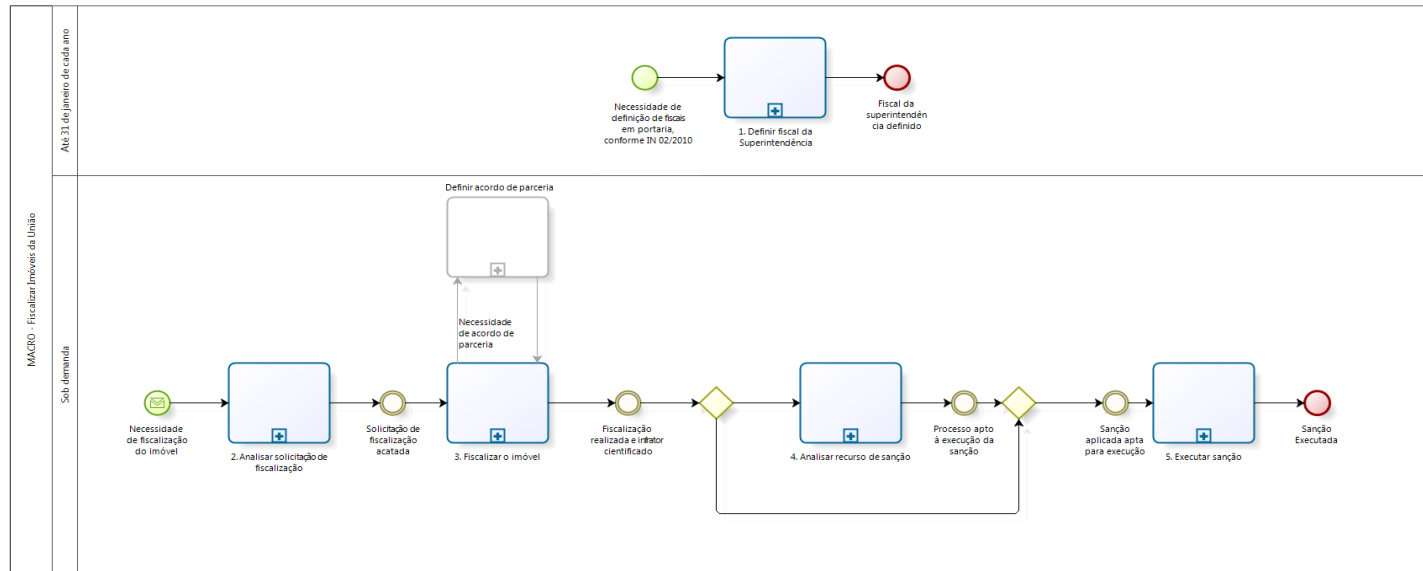 MACRO - Fiscalizar Imóveis da União
Até 31 de janeiro de cada ano
Necessidade de
definição de fiscais
em portaria,
conforme IN 02/2010
1. Definir fiscal da
Superintendência
Fiscal da
superintendên
cia definido
Sob demanda
Definir acordo de parceria
Necessidade
de acordo de
parceria
Necessidade
de fiscalização
do imóvel
2. Analisar solicitação de
fiscalização
Solicitação de
fiscalização
acatada
3. Fiscalizar o imóvel
Fiscalização
realizada e infrator
cientificado
4. Analisar recurso de sanção
Processo apto
à execução da
sanção
Sanção
aplicada apta
para execução
5. Executar sanção
Sanção
Executada